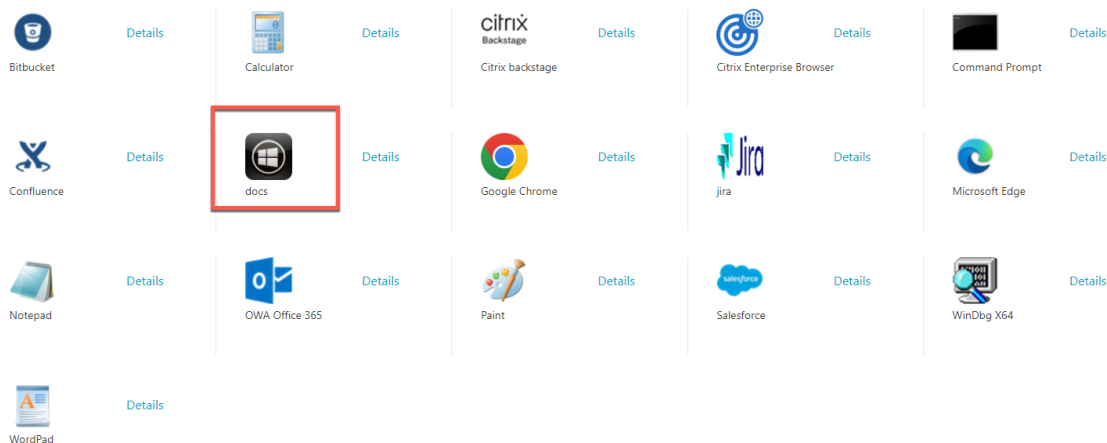 Details
Details
citrix
Backstage
Details
Details
Details
Bitbucket
Calculator
Citrix backstage
Citrix Enterprise Browser
Command Prompt
Details
Details
Details
Jira
Details
Details
Confluence
docs
Google Chrome
jira
Microsoft Edge
Details
Details
Details
salesforce
Details
Details
Notepad
OWA Office 365
Paint
Salesforce
WinDbg X64
Details
WordPad